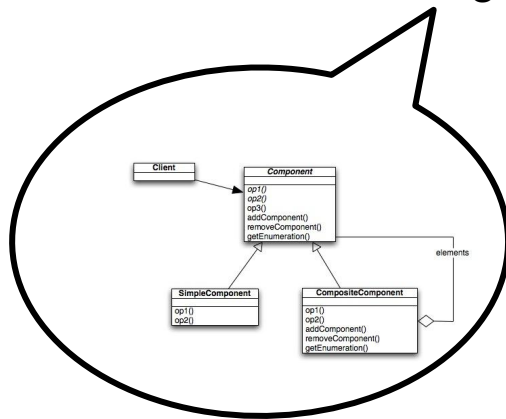 Client
Component
op1()
op2()
op3()
addComponent()
removeComponent()
getEnumeration()
elements
SimpleComponent
op1()
op2()
CompositeComponent
op1()
op2()
addComponent()
removeComponent()
getEnumeration()